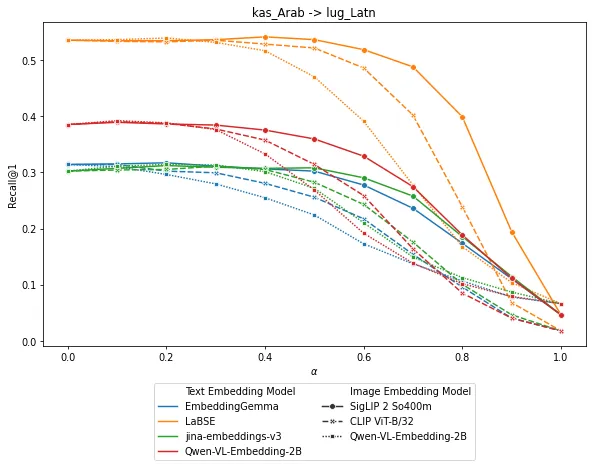 kas_Arab -> lug_Latn
Recall@1
0.5
0.4
0.3
0.2
0.1
0.0
0.0 0.2 0.4 0.6 0.8 1.0
α
Text Embedding Model
EmbeddingGemma
LaBSE
jina-embeddings-v3
Qwen-VL-Embedding-2B
Image Embedding Model
SigLIP 2 So400m
CLIP ViT-B/32
Qwen-VL-Embedding-2B